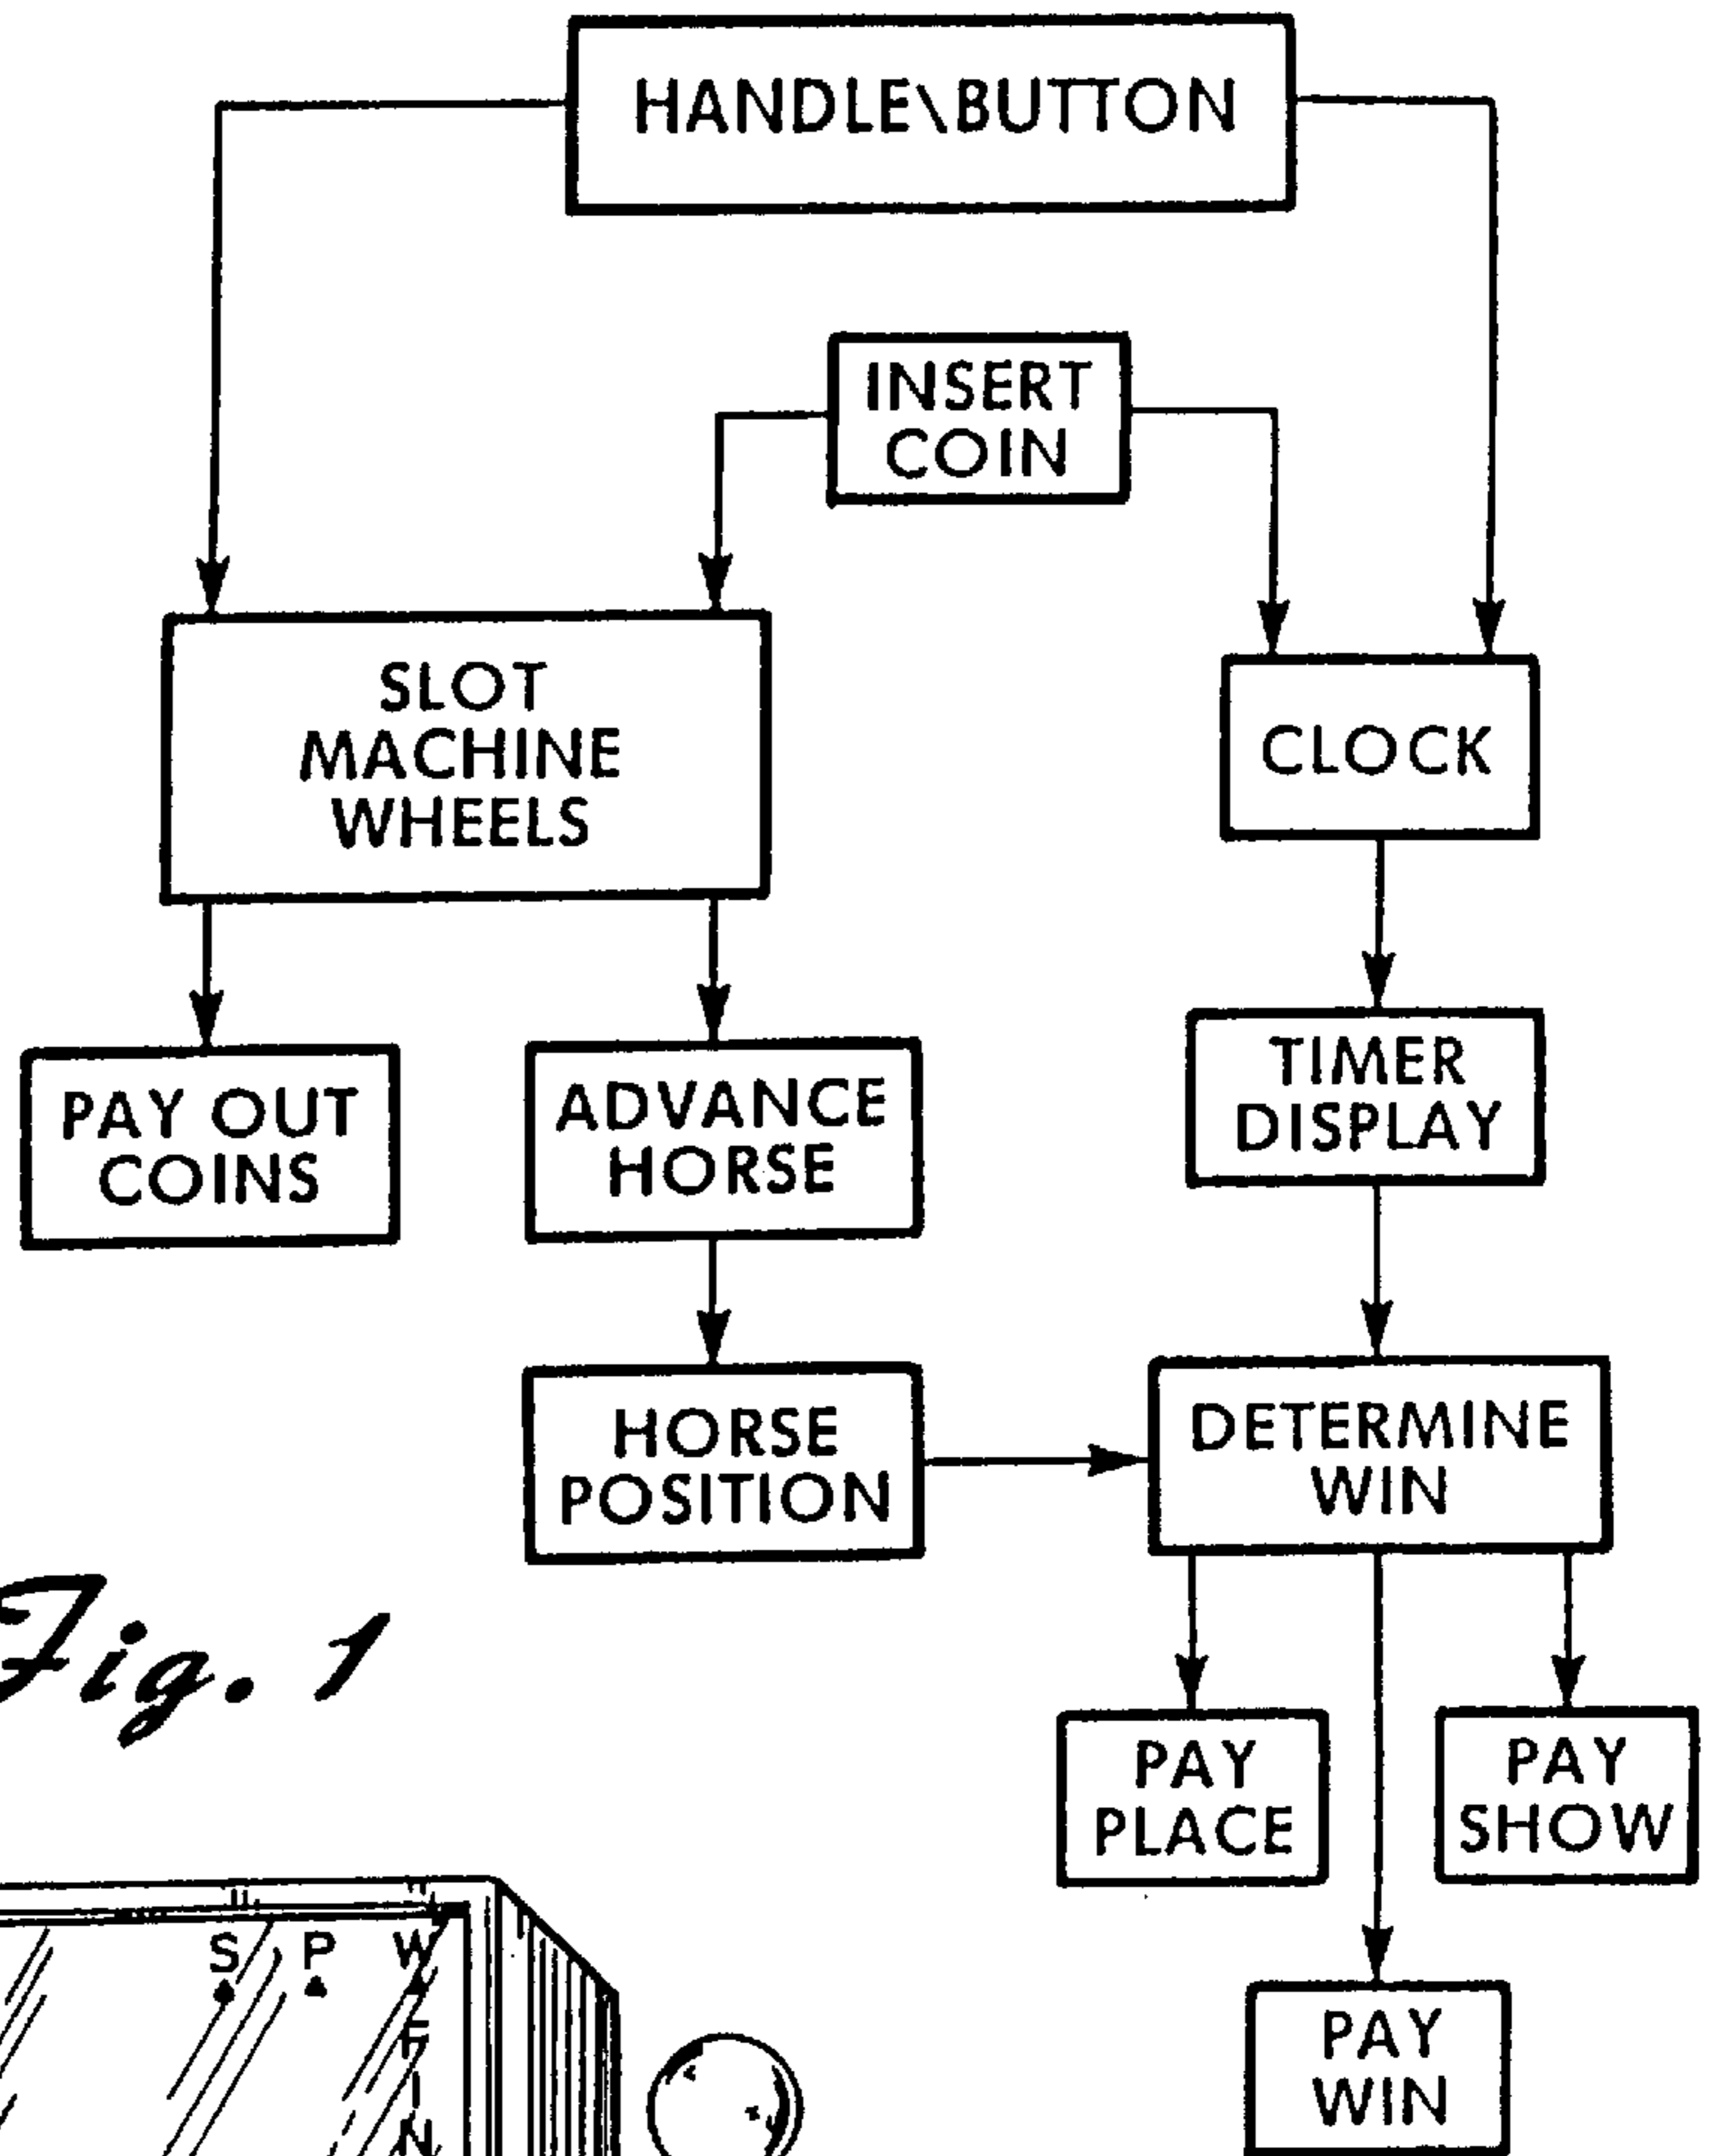 HANDLE\BUTTON
INSERT
COIN
SLOT
MACHINE
WHEELS
CLOCK
PAY OUT
COINS
ADVANCE
HORSE
TIMER
DISPLAY
HORSE
POSITION
DETERMINE
WIN
Fig. 1
PAY
PLACE
PAY
SHOW
PAY
WIN
S P W
F
I
N